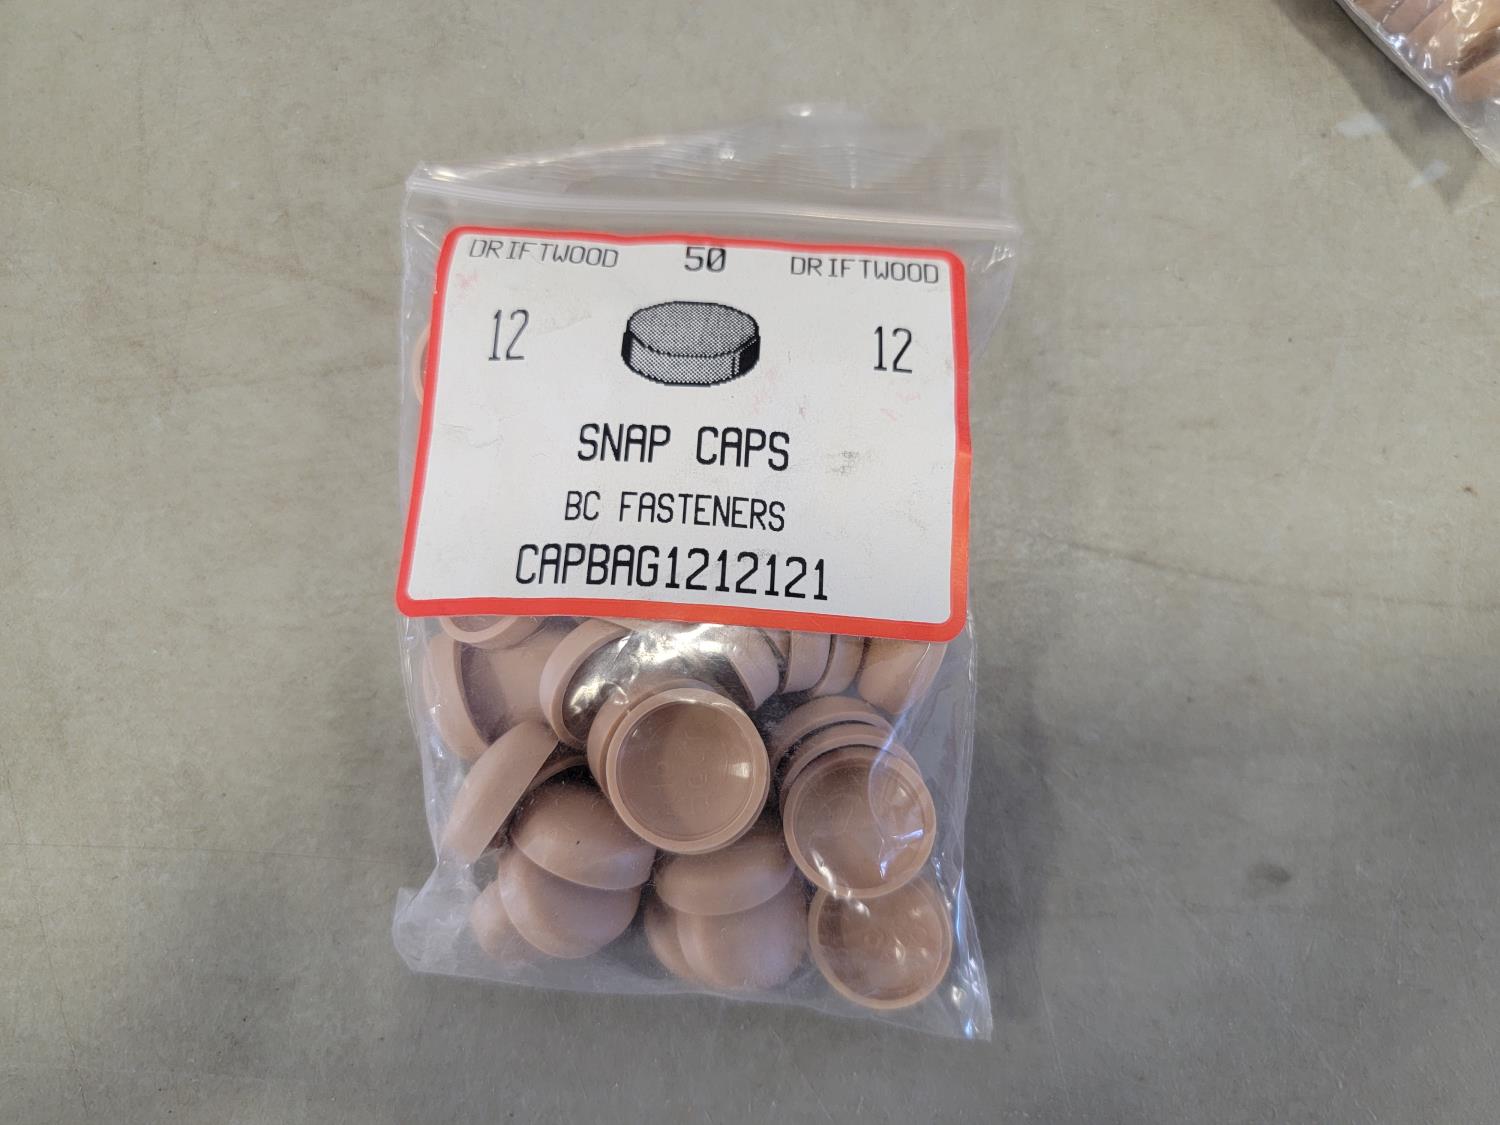 DRIFTWOOD 50 DRIFTWOOD
12 12
SNAP CAPS
BC FASTENERS
CAPBAG1212121